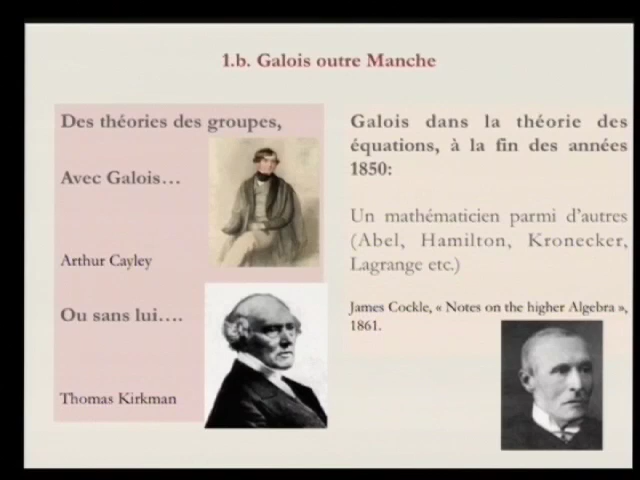 1.b. Galois outre Manche
Des théories des groupes,
Avec Galois…
Arthur Cayley
Ou sans lui….
Thomas Kirkman
Galois dans la théorie des
équations, à la fin des années
1850:
Un mathématicien parmi d'autres
(Abel, Hamilton, Kronecker,
Lagrange etc.)
James Cockle, « Notes on the higher Algebra »,
1861.